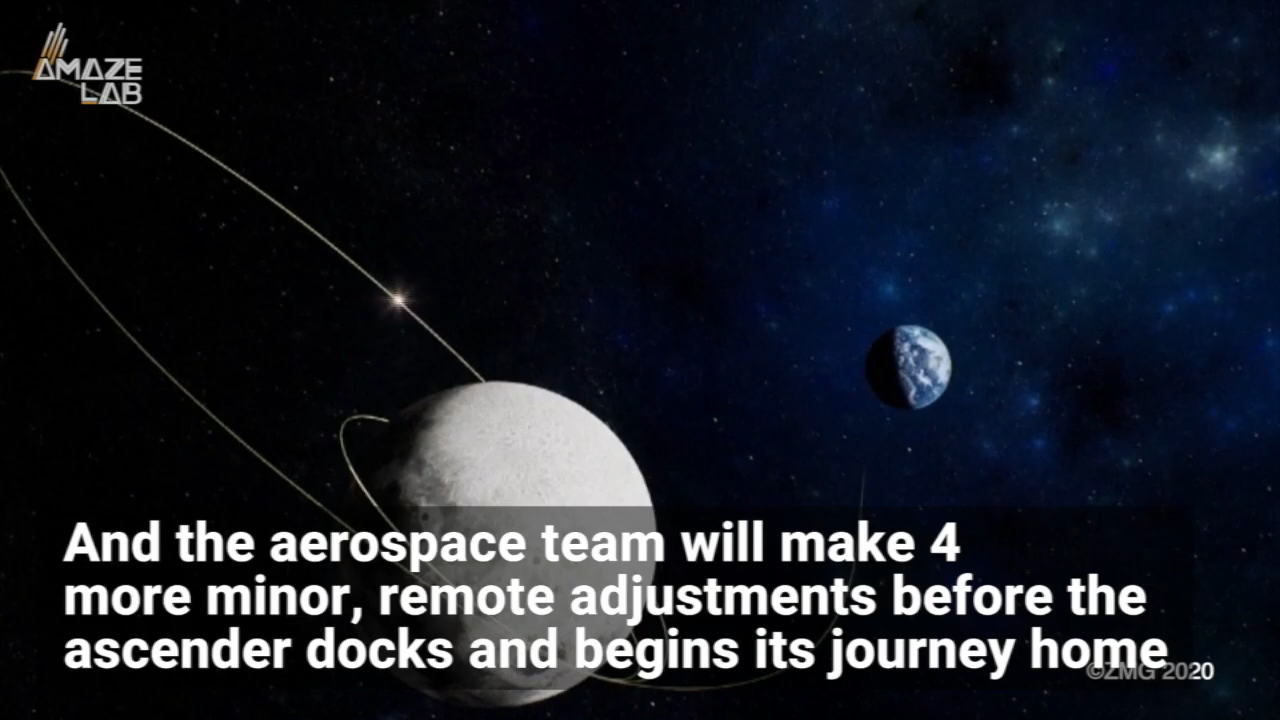 AMAZE
LAB
And the aerospace team will make 4
more minor, remote adjustments before the
ascender docks and begins its journey home
©ZMG 2020